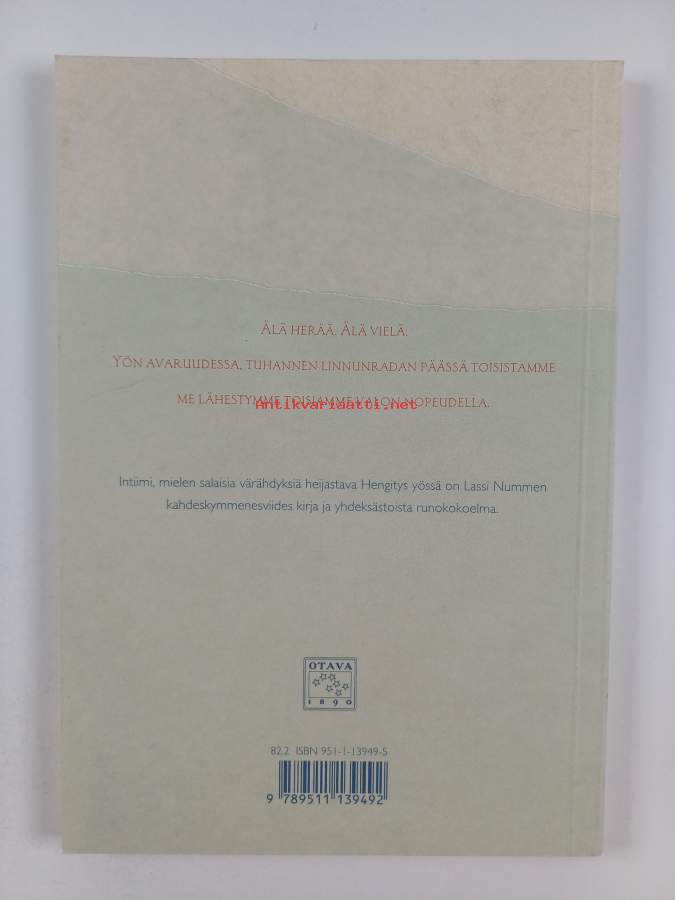 ÄLÄ HERÄÄ. ÄLÄ VIELÄ.
YÖN AVARUUDESSA, TUHANNEN LINNUNRADAN PÄÄSSÄ TOISISTAMME
ME LÄHESTYMME TOISIAMME VALON NOPEUDELLA.
Antikvariaatti.net
Intiimi, mielen salaisia värähdyksiä heijastava Hengitys yössä on Lassi Nummen
kahdeskymmenesviides kirja ja yhdeksästoista runokokoelma.
OTAVA
1890
82.2 ISBN 951-1-13949-5
9 789511 139492